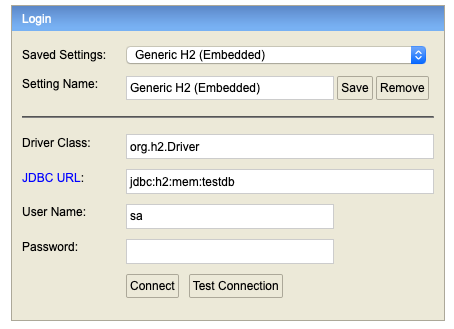 Login
Saved Settings: Generic H2 (Embedded)
Setting Name: Generic H2 (Embedded) Save Remove
Driver Class: org.h2.Driver
JDBC URL: jdbc:h2:mem:testdb
User Name: sa
Password:
Connect Test Connection